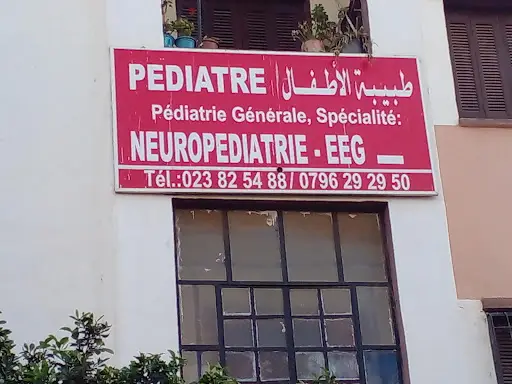 PEDIATRE طبيبة الأطفال
Pédiatrie Générale, Spécialité:
NEUROPEDIATRIE - EEG
Tél.:023 82 54 88/ 0796 29 29 50